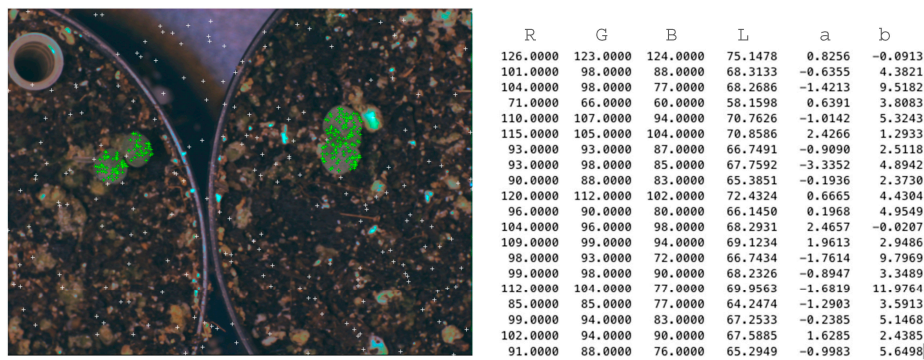 R G B L a b
126.0000 123.0000 124.0000 75.1478 0.8256 −0.0913
101.0000 98.0000 88.0000 68.3133 −0.6355 4.3821
104.0000 98.0000 77.0000 68.2686 −1.4213 9.5182
71.0000 66.0000 60.0000 58.1598 0.6391 3.8083
110.0000 107.0000 94.0000 70.7626 −1.0142 5.3243
115.0000 105.0000 104.0000 70.8586 2.4266 1.2933
93.0000 93.0000 87.0000 66.7491 −0.9090 2.5118
93.0000 98.0000 85.0000 67.7592 −3.3352 4.8942
90.0000 88.0000 83.0000 65.3851 −0.1936 2.3730
120.0000 112.0000 102.0000 72.4324 0.6665 4.4304
96.0000 90.0000 80.0000 66.1450 0.1968 4.9549
104.0000 96.0000 98.0000 68.2931 2.4657 −0.0207
109.0000 99.0000 94.0000 69.1234 1.9613 2.9486
98.0000 93.0000 72.0000 66.7434 −1.7614 9.7969
99.0000 98.0000 90.0000 68.2326 −0.8947 3.3489
112.0000 104.0000 77.0000 69.9563 −1.6819 11.9764
85.0000 85.0000 77.0000 64.2474 −1.2903 3.5913
99.0000 94.0000 83.0000 67.2533 −0.2385 5.1468
102.0000 94.0000 90.0000 67.5885 1.6285 2.4385
91.0000 88.0000 76.0000 65.2949 −0.9983 5.6498